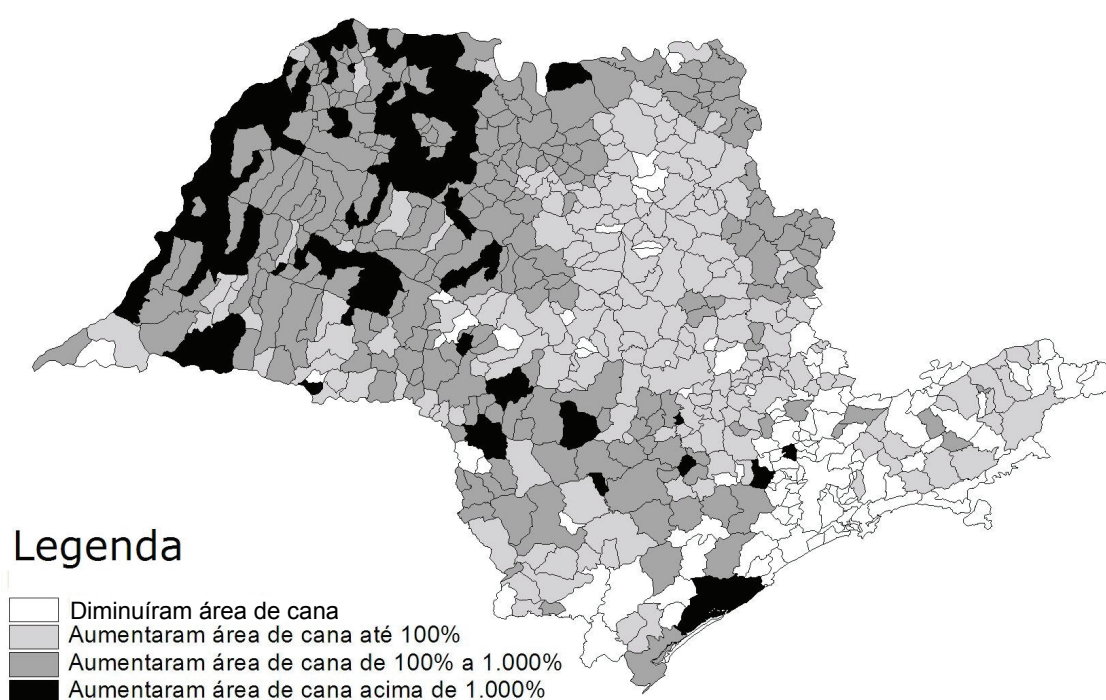 Legenda
Diminuíram área de cana
Aumentaram área de cana até 100%
Aumentaram área de cana de 100% a 1.000%
Aumentaram área de cana acima de 1.000%